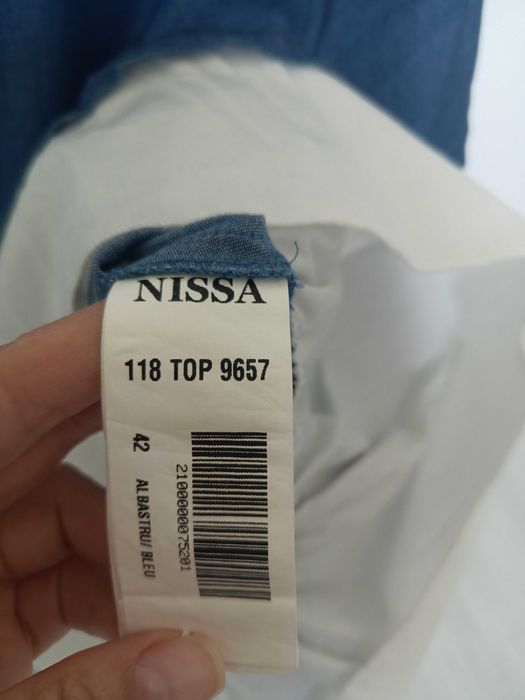 NISSA
118 TOP 9657
42 ALBASTRU/ BLEU
2100000075201